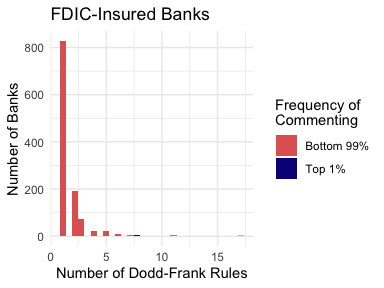 FDIC-Insured Banks
800
600
400
200
0
Number of Banks
0 5 10 15
Number of Dodd-Frank Rules
Frequency of
Commenting
Bottom 99%
Top 1%